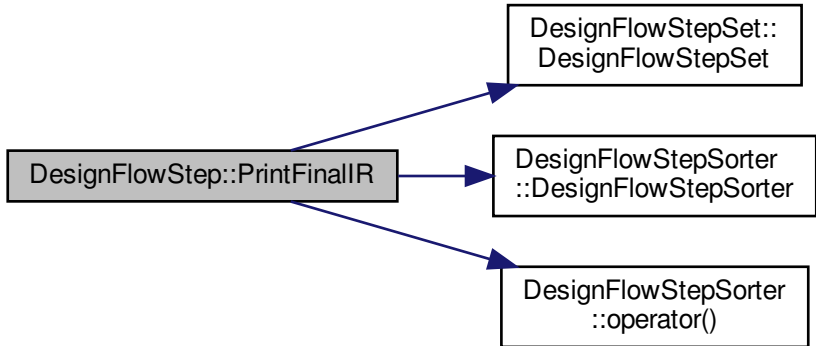 DesignFlowStepSet::
DesignFlowStepSet
DesignFlowStep::PrintFinalIR
DesignFlowStepSorter
::DesignFlowStepSorter
DesignFlowStepSorter
::operator()